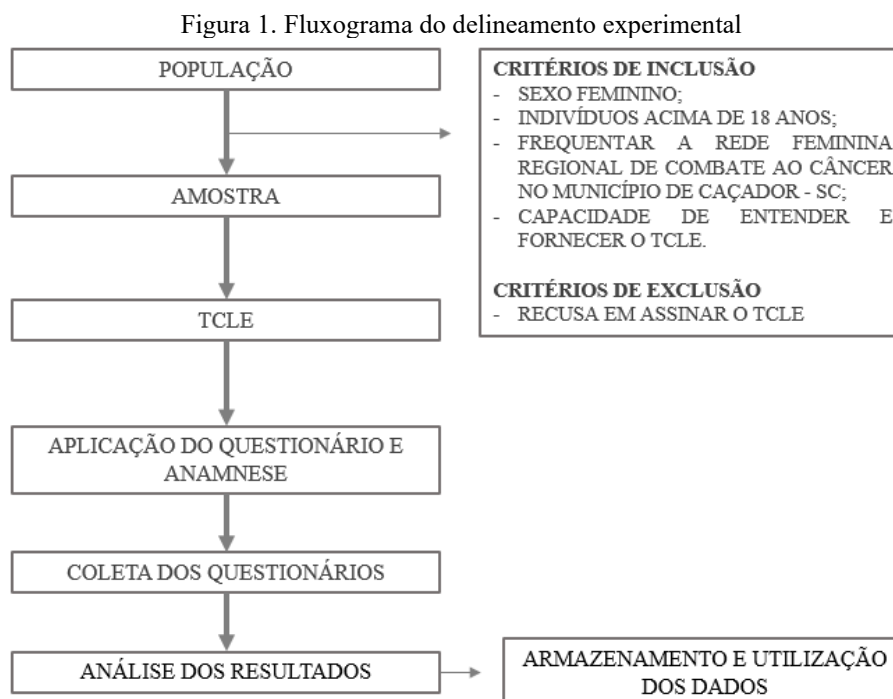 Figura 1. Fluxograma do delineamento experimental
POPULAÇÃO
CRITÉRIOS DE INCLUSÃO
- SEXO FEMININO;
- INDIVÍDUOS ACIMA DE 18 ANOS;
- FREQUENTAR A REDE FEMININA
REGIONAL DE COMBATE AO CÂNCER
NO MUNICÍPIO DE CAÇADOR - SC;
- CAPACIDADE DE ENTENDER E
FORNECER O TCLE.
CRITÉRIOS DE EXCLUSÃO
- RECUSA EM ASSINAR O TCLE
AMOSTRA
TCLE
APLICAÇÃO DO QUESTIONÁRIO E
ANAMNESE
COLETA DOS QUESTIONÁRIOS
ANÁLISE DOS RESULTADOS
ARMAZENAMENTO E UTILIZAÇÃO
DOS DADOS